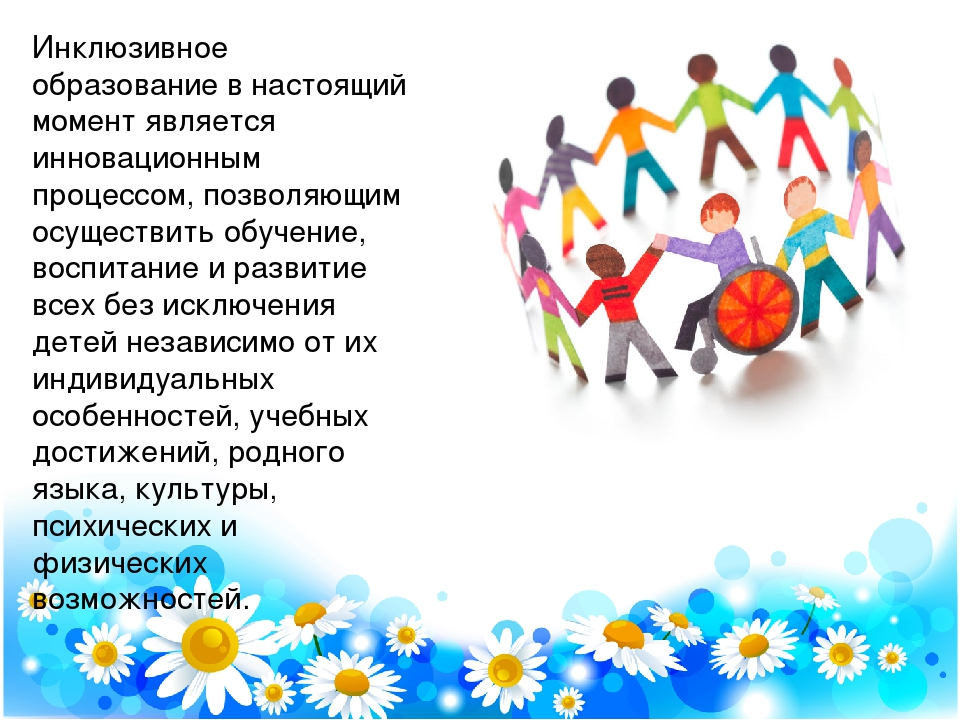 Инклюзивное
образование в настоящий
момент является
инновационным
процессом, позволяющим
осуществить обучение,
воспитание и развитие
всех без исключения
детей независимо от их
индивидуальных
особенностей, учебных
достижений, родного
языка, культуры,
психических и
физических
возможностей.